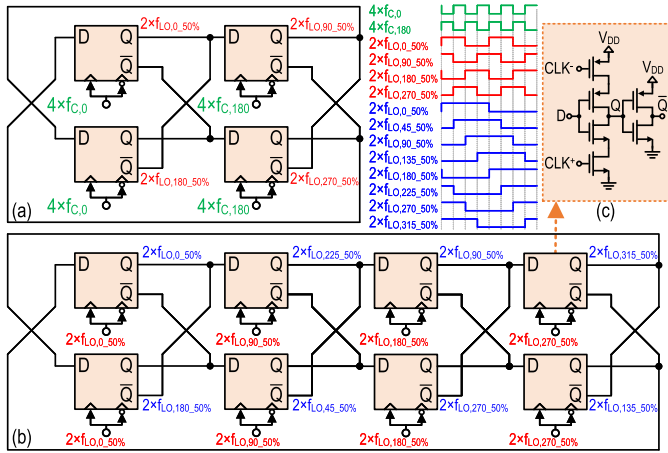 (a)
2×fLO,0_50%
2×fLO,90_50%
D Q
D Q
Q
Q
4×fC,0
4×fC,180
D Q
D Q
Q
Q
2×fLO,180_50%
2×fLO,270_50%
4×fC,0
4×fC,180
4×fC,0
4×fC,180
2×fLO,0_50%
2×fLO,90_50%
2×fLO,180_50%
2×fLO,270_50%
2×fLO,0_50%
2×fLO,45_50%
2×fLO,90_50%
2×fLO,135_50%
2×fLO,180_50%
2×fLO,225_50%
2×fLO,270_50%
2×fLO,315_50%
VDD
CLK-
VDD
D
Q
Q
CLK+
(c)
2×fLO,0_50%
2×fLO,225_50%
2×fLO,90_50%
2×fLO,315_50%
D Q
D Q
D Q
D Q
Q
Q
Q
Q
2×fLO,0_50%
2×fLO,90_50%
2×fLO,180_50%
2×fLO,270_50%
D Q
D Q
D Q
D Q
Q
Q
Q
Q
2×fLO,180_50%
2×fLO,45_50%
2×fLO,270_50%
2×fLO,135_50%
(b)
2×fLO,0_50%
2×fLO,90_50%
2×fLO,180_50%
2×fLO,270_50%